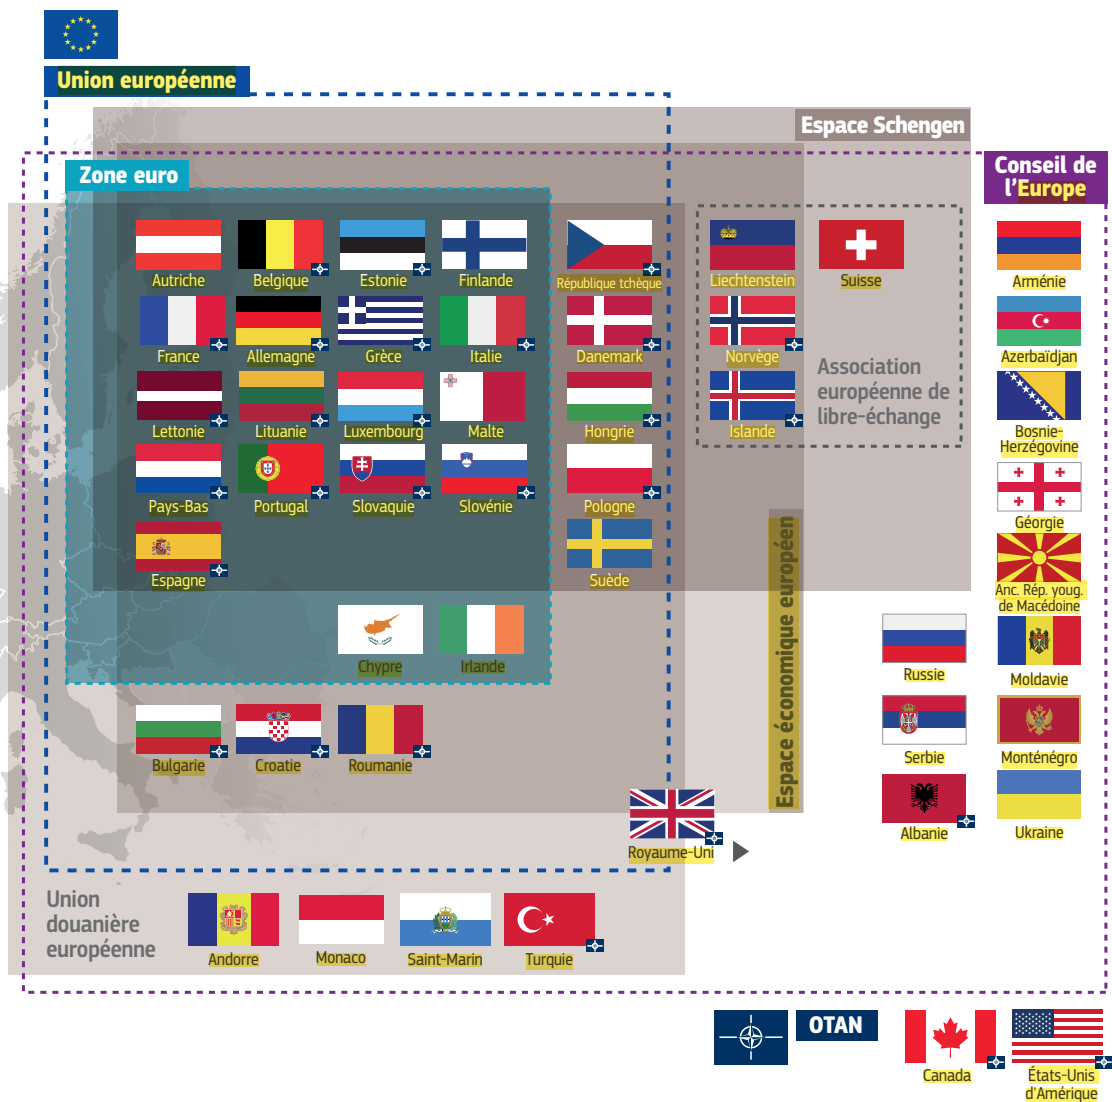 Union européenne
Espace Schengen
Conseil de
l'Europe
Zone euro
Autriche
Belgique
Estonie
Finlande
République tchèque
Liechtenstein
Suisse
Arménie
France
Allemagne
Grèce
Italie
Danemark
Norvège
Azerbaïdjan
Association
européenne de
libre-échange
Lettonie
Lituanie
Luxembourg
Malte
Hongrie
Islande
Bosnie-
Herzégovine
Pays-Bas
Portugal
Slovaquie
Slovénie
Pologne
Géorgie
Espagne
Suède
Espace économique européen
Anc. Rép. youg.
de Macédoine
Chypre
Irlande
Russie
Moldavie
Bulgarie
Croatie
Roumanie
Serbie
Monténégro
Royaume-Uni
Albanie
Ukraine
Union
douanière
européenne
Andorre
Monaco
Saint-Marin
Turquie
OTAN
Canada
États-Unis
d'Amérique